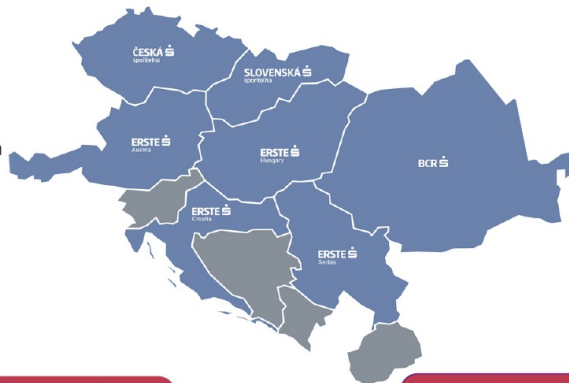 ČESKÁ
spořitelna
SLOVENSKÁ
sporiteľňa
ERSTE
Austria
ERSTE
Hungary
BCR
ERSTE
Croatia
ERSTE
Serbia